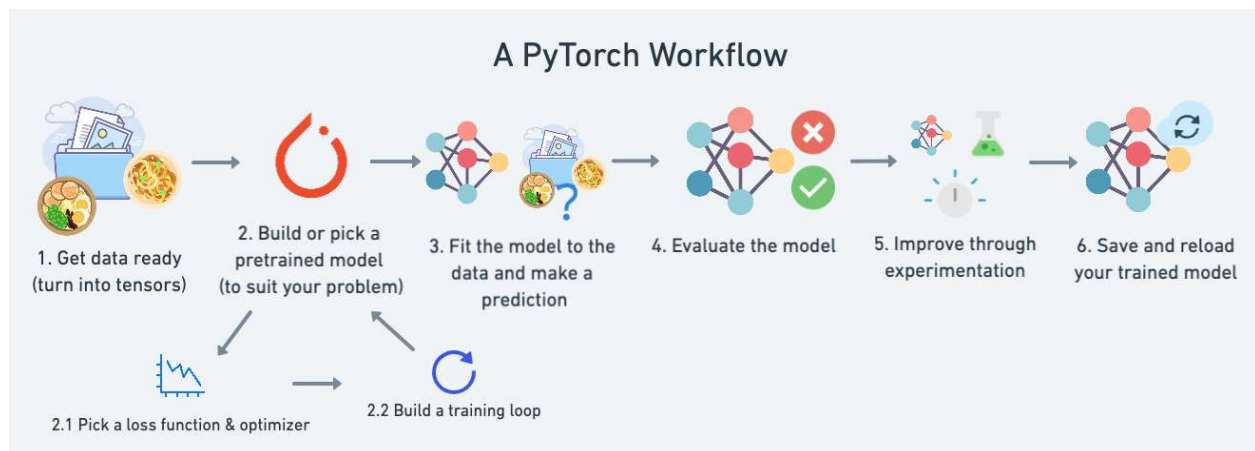 A PyTorch Workflow
1. Get data ready
(turn into tensors)
2. Build or pick a
pretrained model
(to suit your problem)
3. Fit the model to the
data and make a
prediction
4. Evaluate the model
5. Improve through
experimentation
6. Save and reload
your trained model
2.1 Pick a loss function & optimizer
2.2 Build a training loop